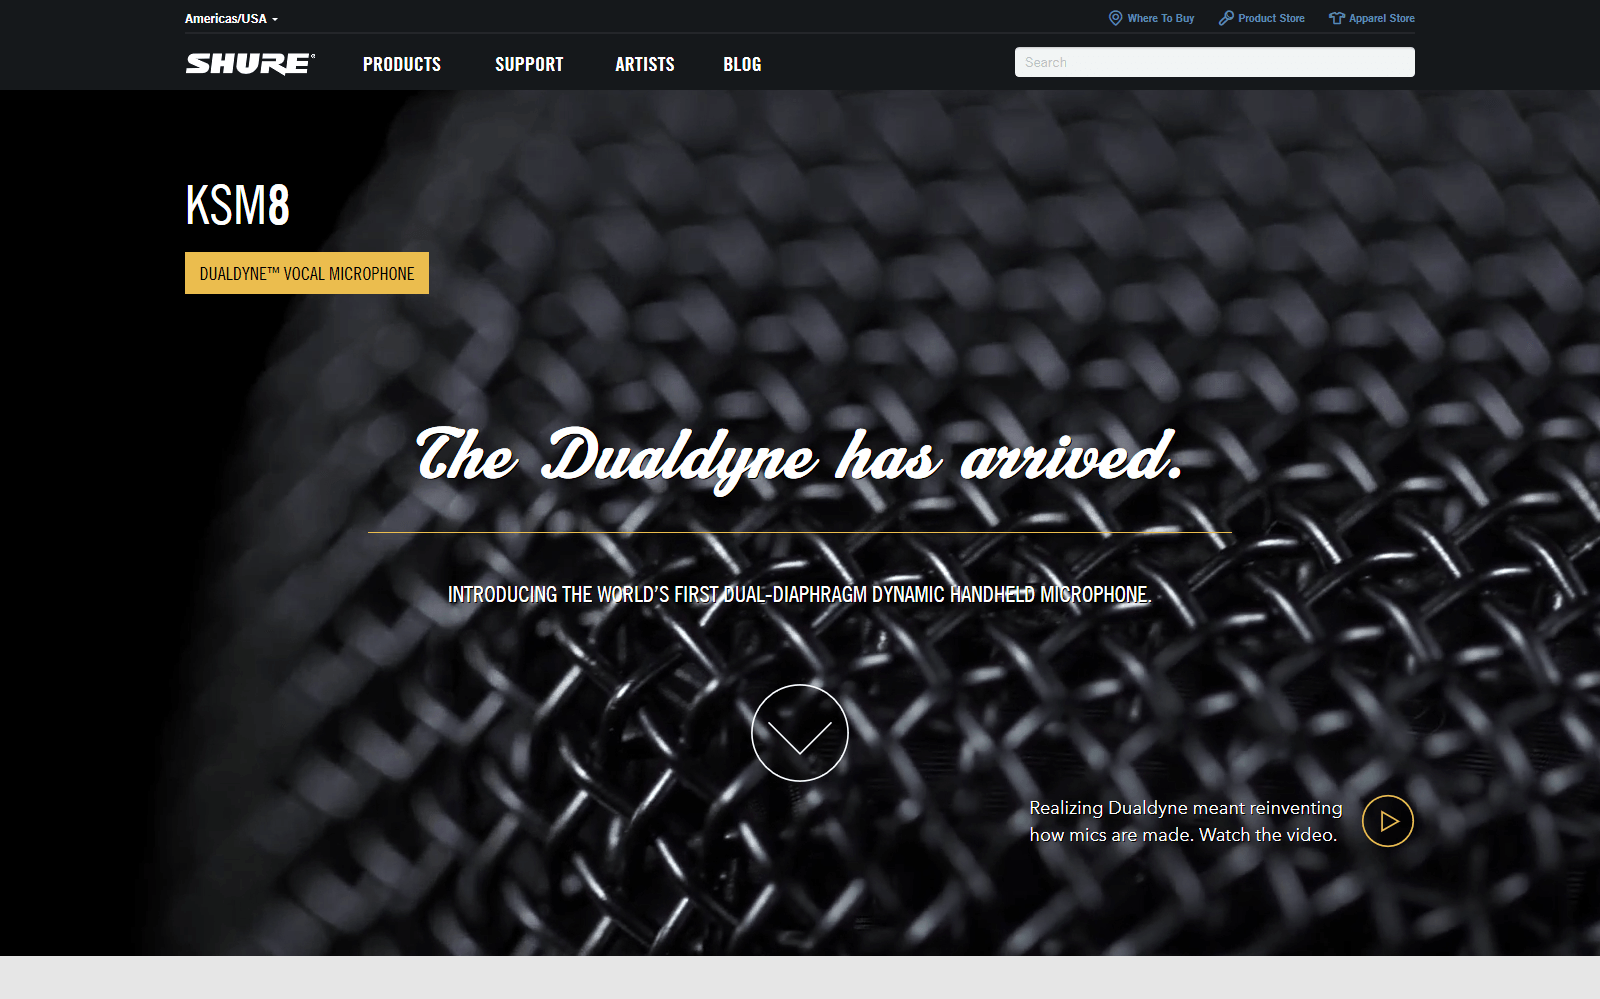 Americas/USA
Where To Buy
Product Store
Apparel Store
SHURE®
PRODUCTS
SUPPORT
ARTISTS
BLOG
Search
KSM8
DUALDYNE™ VOCAL MICROPHONE
The Dualdyne has arrived.
INTRODUCING THE WORLD'S FIRST DUAL-DIAPHRAGM DYNAMIC HANDHELD MICROPHONE.
Realizing Dualdyne meant reinventing
how mics are made. Watch the video.